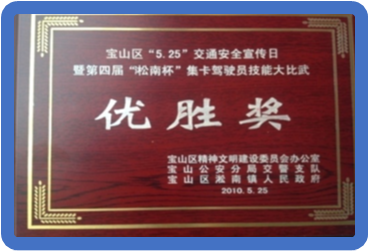 宝山区“5.25”交通安全宣传日
暨第四届“淞南杯”集卡驾驶员技能大比武
优胜奖
宝山区精神文明建设委员会办公室
宝山公安分局交警支队
宝山区淞南镇人民政府
2010.5.25